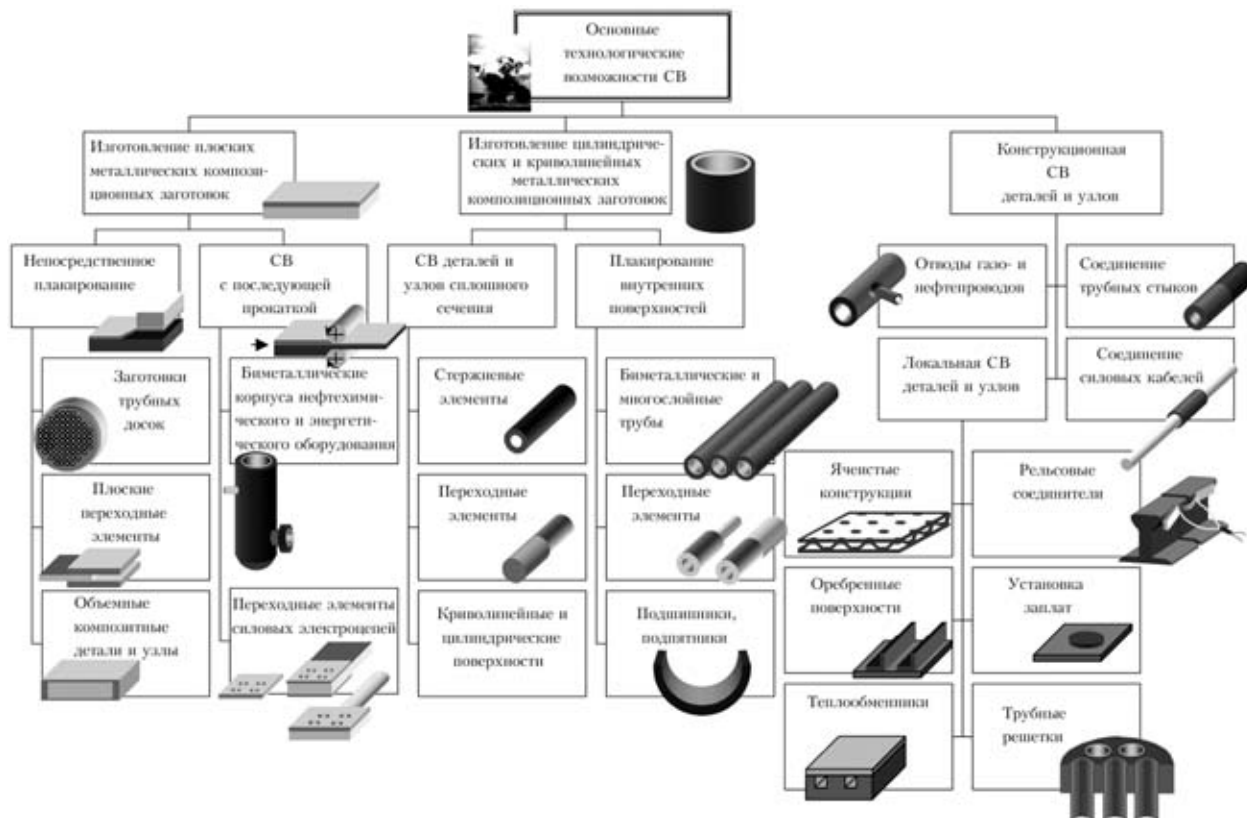 Основные
технологические
возможности СВ
Изготовление плоских
металлических компози-
ционных заготовок
Изготовление цилиндриче-
ских и криволинейных
металлических
композиционных заготовок
Конструкционная
СВ
деталей и узлов
Непосредственное
плакирование
СВ
с последующей
прокаткой
СВ деталей и
узлов сплошного
сечения
Плакирование
внутренних
поверхностей
Отводы газо- и
нефтепроводов
Соединение
трубных стыков
Локальная СВ
деталей и узлов
Соединение
силовых кабелей
Заготовки
трубных
досок
Биметаллические
корпуса нефтехими-
ческого и энергети-
ческого оборудования
Стержневые
элементы
Биметаллические и
многослойные
трубы
Ячеистые
конструкции
Рельсовые
соединители
Плоские
переходные
элементы
Переходные
элементы
Переходные
элементы
Оребренные
поверхности
Установка
заплат
Объемные
композитные
детали и узлы
Переходные элементы
силовых электроцепей
Криволинейные и
цилиндрические
поверхности
Подшипники,
подпятники
Теплообменники
Трубные
решетки